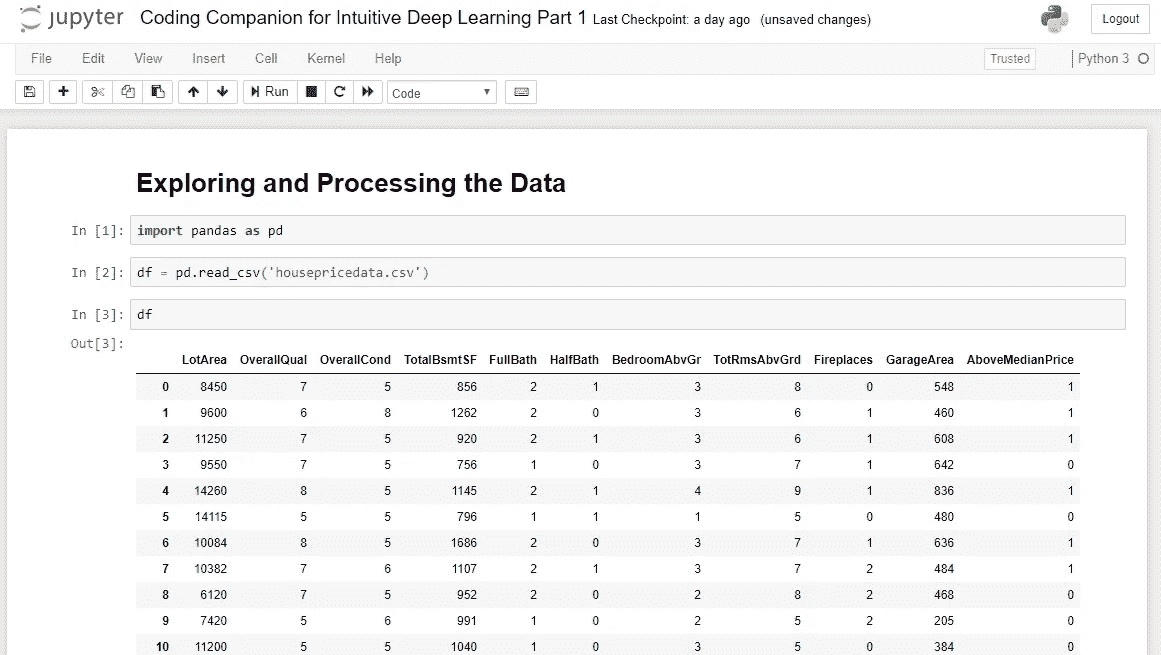 jupyter Coding Companion for Intuitive Deep Learning Part 1 Last Checkpoint: a day ago (unsaved changes) Logout
File Edit View Insert Cell Kernel Help Trusted Python 3
Run Code
Exploring and Processing the Data
In [1]: import pandas as pd
In [2]: df = pd.read_csv('housepricedata.csv')
In [3]: df
Out[3]:
LotArea OverallQual OverallCond TotalBsmtSF FullBath HalfBath BedroomAbvGr TotRmsAbvGrd Fireplaces GarageArea AboveMedianPrice
0 8450 7 5 856 2 1 3 8 0 548 1
1 9600 6 8 1262 2 0 3 6 1 460 1
2 11250 7 5 920 2 1 3 6 1 608 1
3 9550 7 5 756 1 0 3 7 1 642 0
4 14260 8 5 1145 2 1 4 9 1 836 1
5 14115 5 5 796 1 1 1 5 0 480 0
6 10084 8 5 1686 2 0 3 7 1 636 1
7 10382 7 6 1107 2 1 3 7 2 484 1
8 6120 7 5 952 2 0 2 8 2 468 0
9 7420 5 6 991 1 0 2 5 2 205 0
10 11200 5 5 1040 1 0 3 5 0 384 0